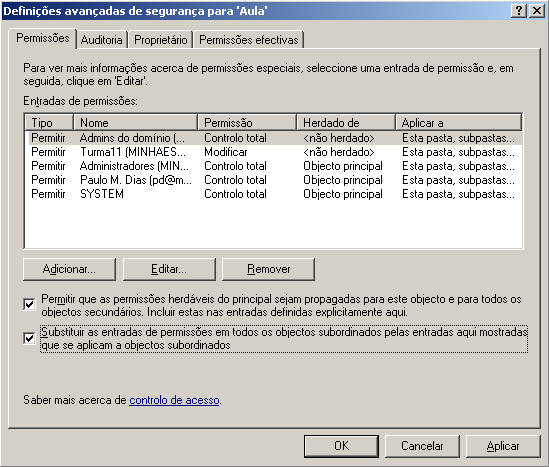 Definições avançadas de segurança para 'Aula'
Permissões Auditoria Proprietário Permissões efectivas
Para ver mais informações acerca de permissões especiais, seleccione uma entrada de permissão e, em
seguida, clique em 'Editar'.
Entradas de permissões:
Tipo Nome Permissão Herdado de Aplicar a
Permitir Admins do domínio (... Controlo total <não herdado> Esta pasta, subpastas...
Permitir Turma11 (MINHAES... Modificar <não herdado> Esta pasta, subpastas...
Permitir Administradores (MIN... Controlo total Objecto principal Esta pasta, subpastas...
Permitir Paulo M. Dias (pd@m... Controlo total Objecto principal Esta pasta, subpastas...
Permitir SYSTEM Controlo total Objecto principal Esta pasta, subpastas...
Adicionar... Editar... Remover
Permitir que as permissões herdáveis do principal sejam propagadas para este objecto e para todos os
objectos secundários. Incluir estas nas entradas definidas explicitamente aqui.
Substituir as entradas de permissões em todos os objectos subordinados pelas entradas aqui mostradas
que se aplicam a objectos subordinados
Saber mais acerca de controlo de acesso.
OK Cancelar Aplicar